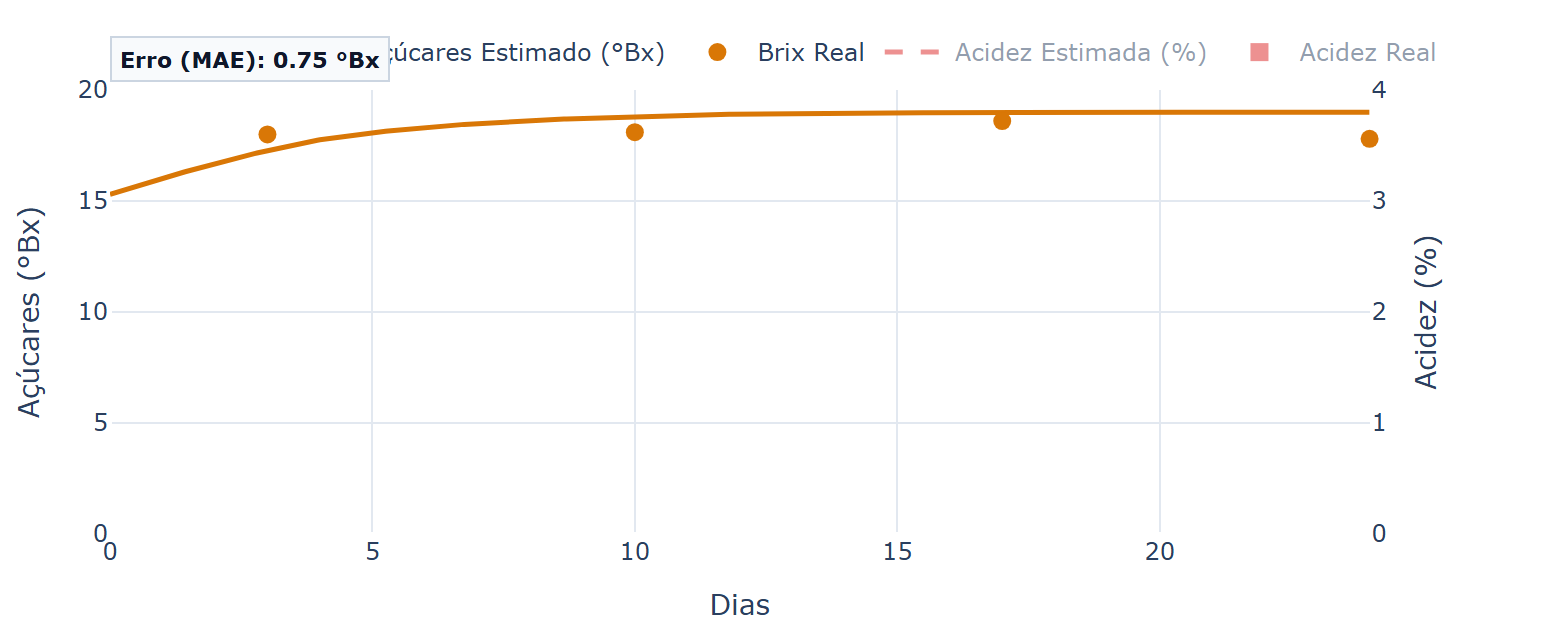 Erro (MAE): 0.75 °Bx
çúcares Estimado (°Bx)
Brix Real
Acidez Estimada (%)
Acidez Real
20
15
10
5
0
Açúcares (°Bx)
4
3
2
1
0
Acidez (%)
0
5
10
15
20
Dias